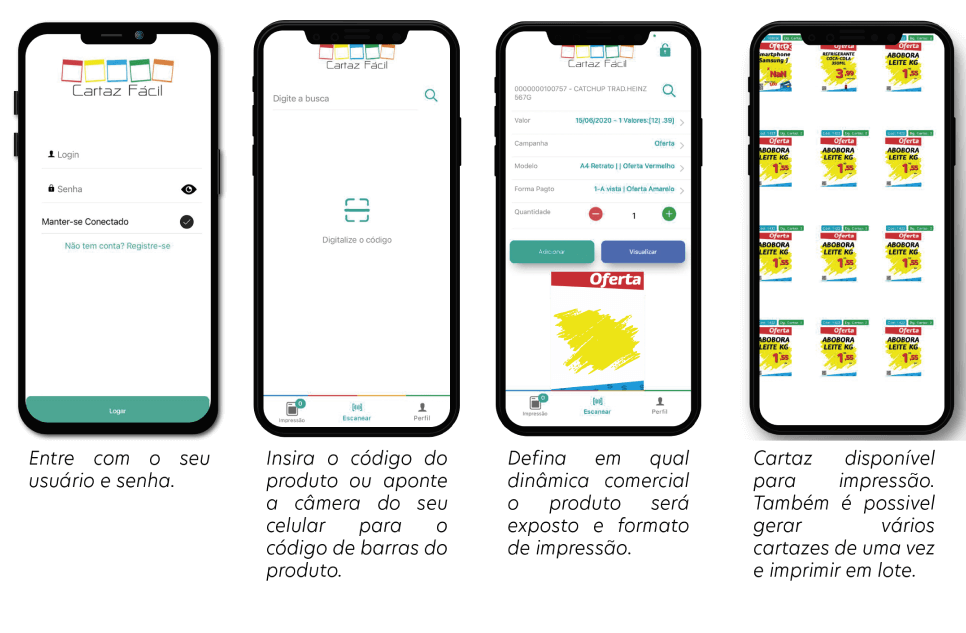 Cartaz Fácil
Login
Senha
Manter-se Conectado
Não tem conta? Registre-se
Logar
Entre com o seu
usuário e senha.
Cartaz Fácil
Digite a busca
Digitalize o código
0
Impressão
Escanear
Perfil
Insira o código do
produto ou aponte
a câmera do seu
celular para o
código de barras do
produto.
Cartaz Fácil
0000000100757 - CATCHUP TRAD.HEINZ
567G
Valor 15/06/2020 - 1 Valores:[12| .39]
Campanha Oferta
Modelo A4 Retrato | | Oferta Vermelho
Forma Pagto 1-A vista | Oferta Amarelo
Quantidade 1
Adicionar Visualizar
Oferta
0
Impressão
Escanear
Perfil
Defina em qual
dinâmica comercial
o produto será
exposto e formato
de impressão.
Oferta
martphone
Samsung J
NaN
Oferta
REFRIGERANTE
COCA-COLA
350ML
3,99
Oferta
ABOBORA
LEITE KG
1,55
Oferta
ABOBORA
LEITE KG
1,55
Oferta
ABOBORA
LEITE KG
1,55
Oferta
ABOBORA
LEITE KG
1,55
Oferta
ABOBORA
LEITE KG
1,55
Oferta
ABOBORA
LEITE KG
1,55
Oferta
ABOBORA
LEITE KG
1,55
Oferta
ABOBORA
LEITE KG
1,55
Oferta
ABOBORA
LEITE KG
1,55
Oferta
ABOBORA
LEITE KG
1,55
Cartaz disponível
para impressão.
Também é possivel
gerar vários
cartazes de uma vez
e imprimir em lote.